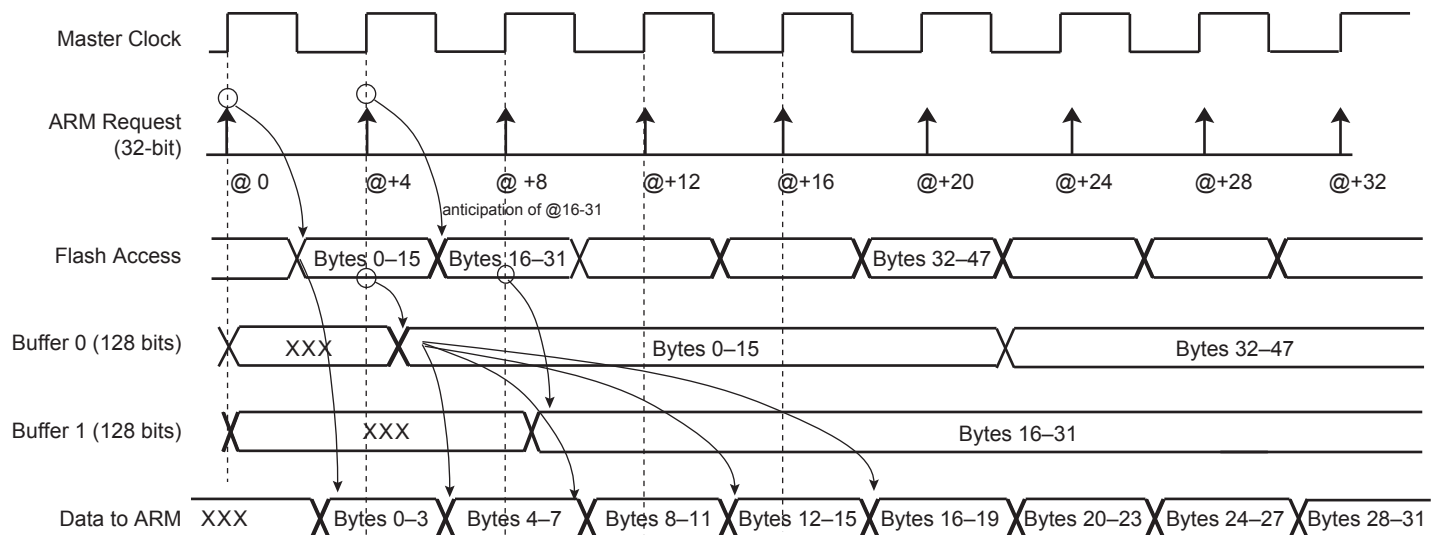 Master Clock
ARM Request
(32-bit)
@ 0 @+4 @ +8 @+12 @+16 @+20 @+24 @+28 @+32
anticipation of @16-31
Flash Access Bytes 0–15 Bytes 16–31 Bytes 32–47
Buffer 0 (128 bits) XXX Bytes 0–15 Bytes 32–47
Buffer 1 (128 bits) XXX Bytes 16–31
Data to ARM XXX Bytes 0–3 Bytes 4–7 Bytes 8–11 Bytes 12–15 Bytes 16–19 Bytes 20–23 Bytes 24–27 Bytes 28–31